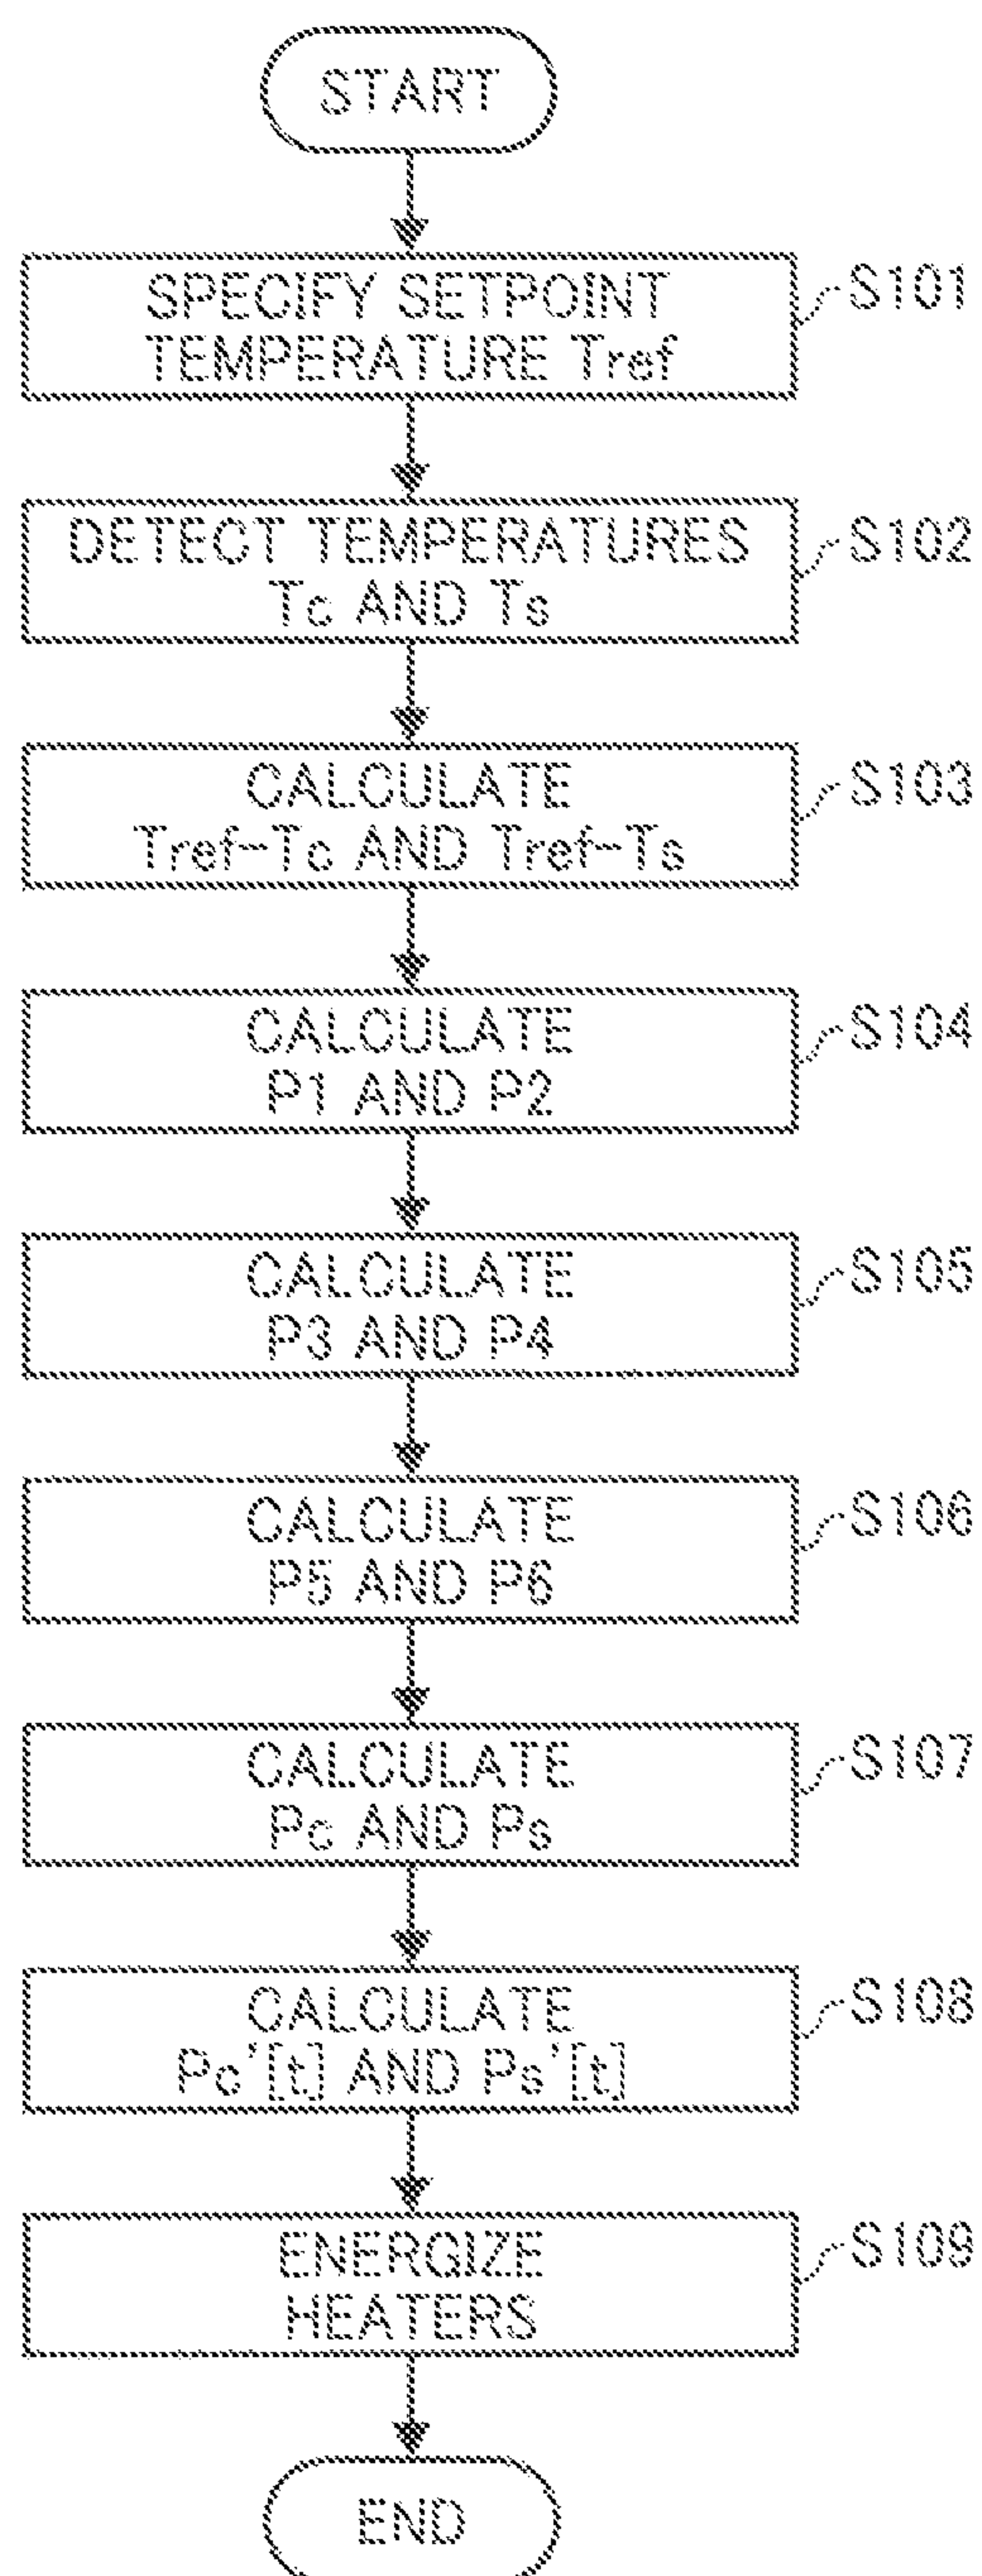 START
SPECIFY SETPOINT
TEMPERATURE Tref
S101
DETECT TEMPERATURES
Tc AND Ts
S102
CALCULATE
Tref-Tc AND Tref-Ts
S103
CALCULATE
P1 AND P2
S104
CALCULATE
P3 AND P4
S105
CALCULATE
P5 AND P6
S106
CALCULATE
Pc AND Ps
S107
CALCULATE
Pc'[t] AND Ps'[t]
S108
ENERGIZE
HEATERS
S109
END